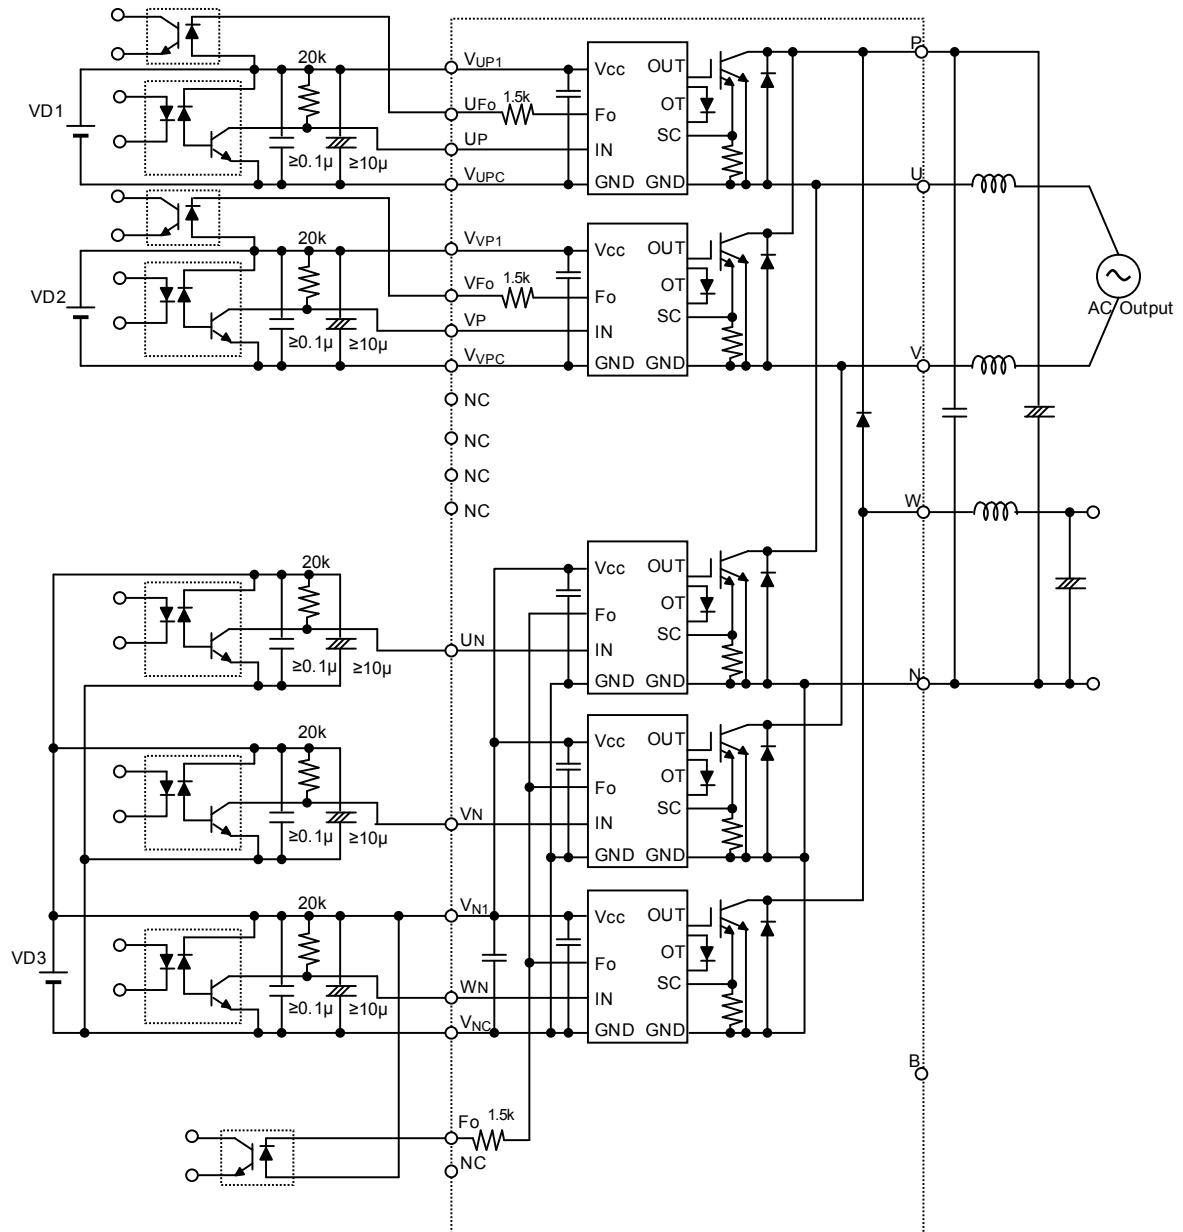 P
20k
VUP1
Vcc
OUT
UFo
1.5k
OT
VD1
Fo
UP
SC
IN
≥0.1μ
≥10μ
VUPC
GND
GND
U
20k
VVP1
Vcc
OUT
VFo
1.5k
OT
VD2
Fo
VP
SC
IN
AC Output
≥0.1μ
≥10μ
VVPC
GND
GND
V
NC
NC
NC
NC
W
20k
Vcc
OUT
OT
Fo
UN
SC
IN
≥0.1μ
≥10μ
GND
GND
N
20k
Vcc
OUT
OT
Fo
VN
SC
IN
≥0.1μ
≥10μ
GND
GND
20k
VN1
Vcc
OUT
OT
VD3
Fo
WN
SC
IN
≥0.1μ
≥10μ
VNC
GND
GND
B
Fo
1.5k
NC